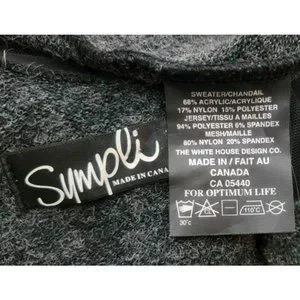 Sympli
MADE IN CANA
SWEATER/CHANDAIL
68% ACRYLIC/ACRYLIQUE
17% NYLON 15% POLYESTER
JERSEY/TISSU A MAILLES
94% POLYESTER 6% SPANDEX
MESH/MAILLE
80% NYLON 20% SPANDEX
THE WHITE HOUSE DESIGN CO.
MADE IN / FAIT AU
CANADA
CA 05440
FOR OPTIMUM LIFE
30°c
110°C